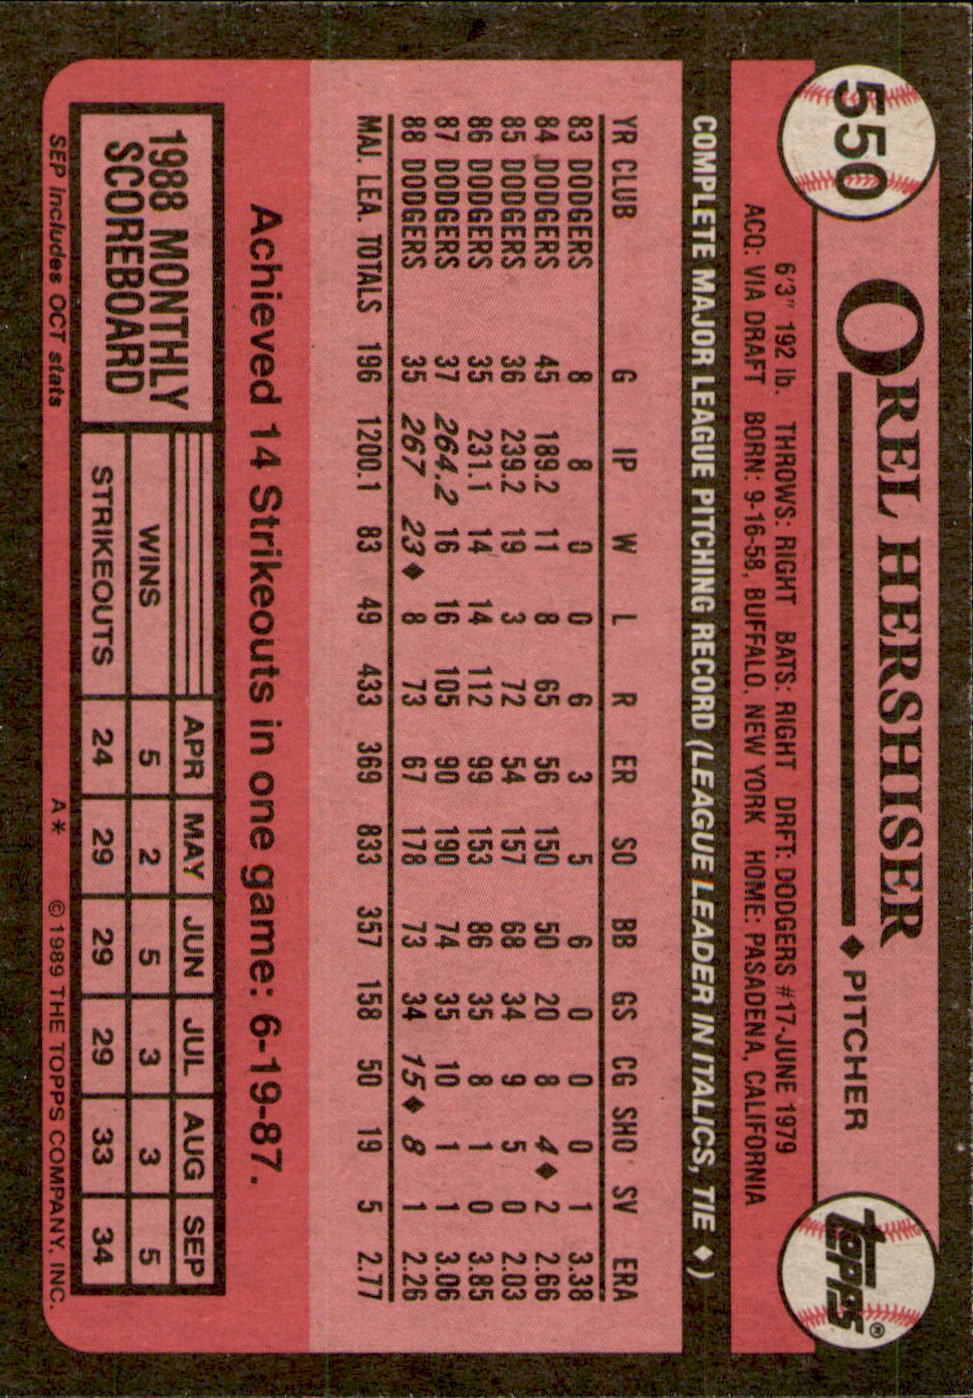 550
OREL HERSHISER
◆ PITCHER
topps®
6'3" 192 lb. THROWS: RIGHT BATS: RIGHT DRFT: DODGERS #17-JUNE 1979
ACQ: VIA DRAFT BORN: 9-16-58, BUFFALO, NEW YORK HOME: PASADENA, CALIFORNIA
COMPLETE MAJOR LEAGUE PITCHING RECORD (LEAGUE LEADER IN ITALICS, TIE ◆)
YR CLUB G IP W L R ER SO BB GS CG SHO SV ERA
83 DODGERS 8 8 0 0 6 3 5 6 0 0 0 1 3.38
84 DODGERS 45 189.2 11 8 65 56 150 50 20 8 4◆ 2 2.66
85 DODGERS 36 239.2 19 3 72 54 157 68 34 9 5 0 2.03
86 DODGERS 35 231.1 14 14 112 99 153 86 35 8 1 0 3.85
87 DODGERS 37 264.2 16 16 105 90 190 74 35 10 1 1 3.06
88 DODGERS 35 267 23◆ 8 73 67 178 73 34 15◆ 8 1 2.26
MAJ. LEA. TOTALS 196 1200.1 83 49 433 369 833 357 158 50 19 5 2.77
Achieved 14 Strikeouts in one game: 6-19-87.
1988 MONTHLY
SCOREBOARD
APR MAY JUN JUL AUG SEP
WINS 5 2 5 3 3 5
STRIKEOUTS 24 29 29 29 33 34
SEP includes OCT stats
A* © 1989 THE TOPPS COMPANY, INC.